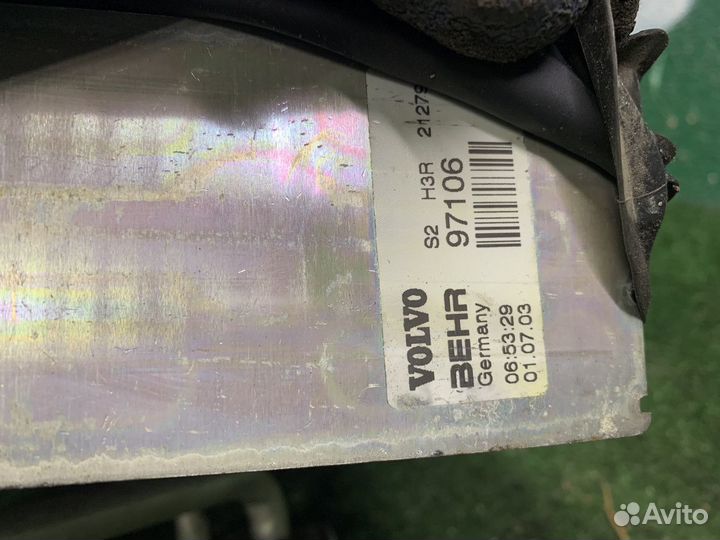 VOLVO S2 H3R 21279
BEHR 97106
Germany
06:53:29
01.07.03
Avito